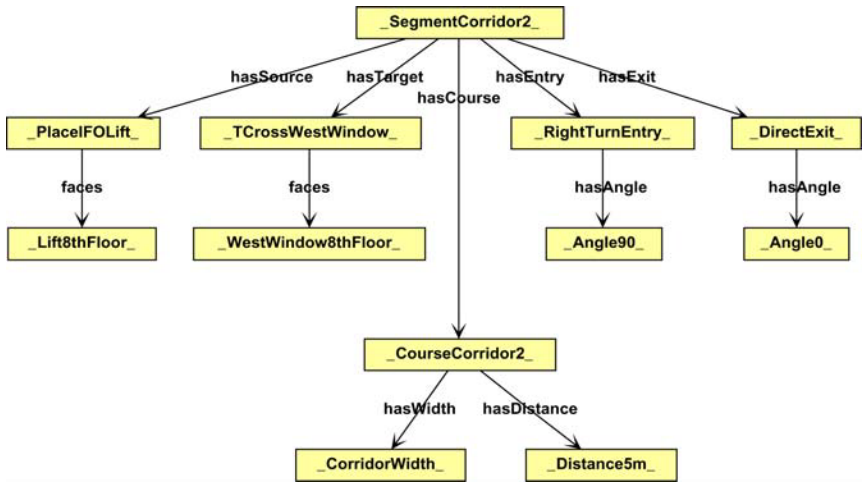 _SegmentCorridor2_
hasSource
hasTarget
hasCourse
hasEntry
hasExit
_PlaceIFOLift_
_TCrossWestWindow_
_RightTurnEntry_
_DirectExit_
faces
faces
hasAngle
hasAngle
_Lift8thFloor_
_WestWindow8thFloor_
_Angle90_
_Angle0_
_CourseCorridor2_
hasWidth
hasDistance
_CorridorWidth_
_Distance5m_